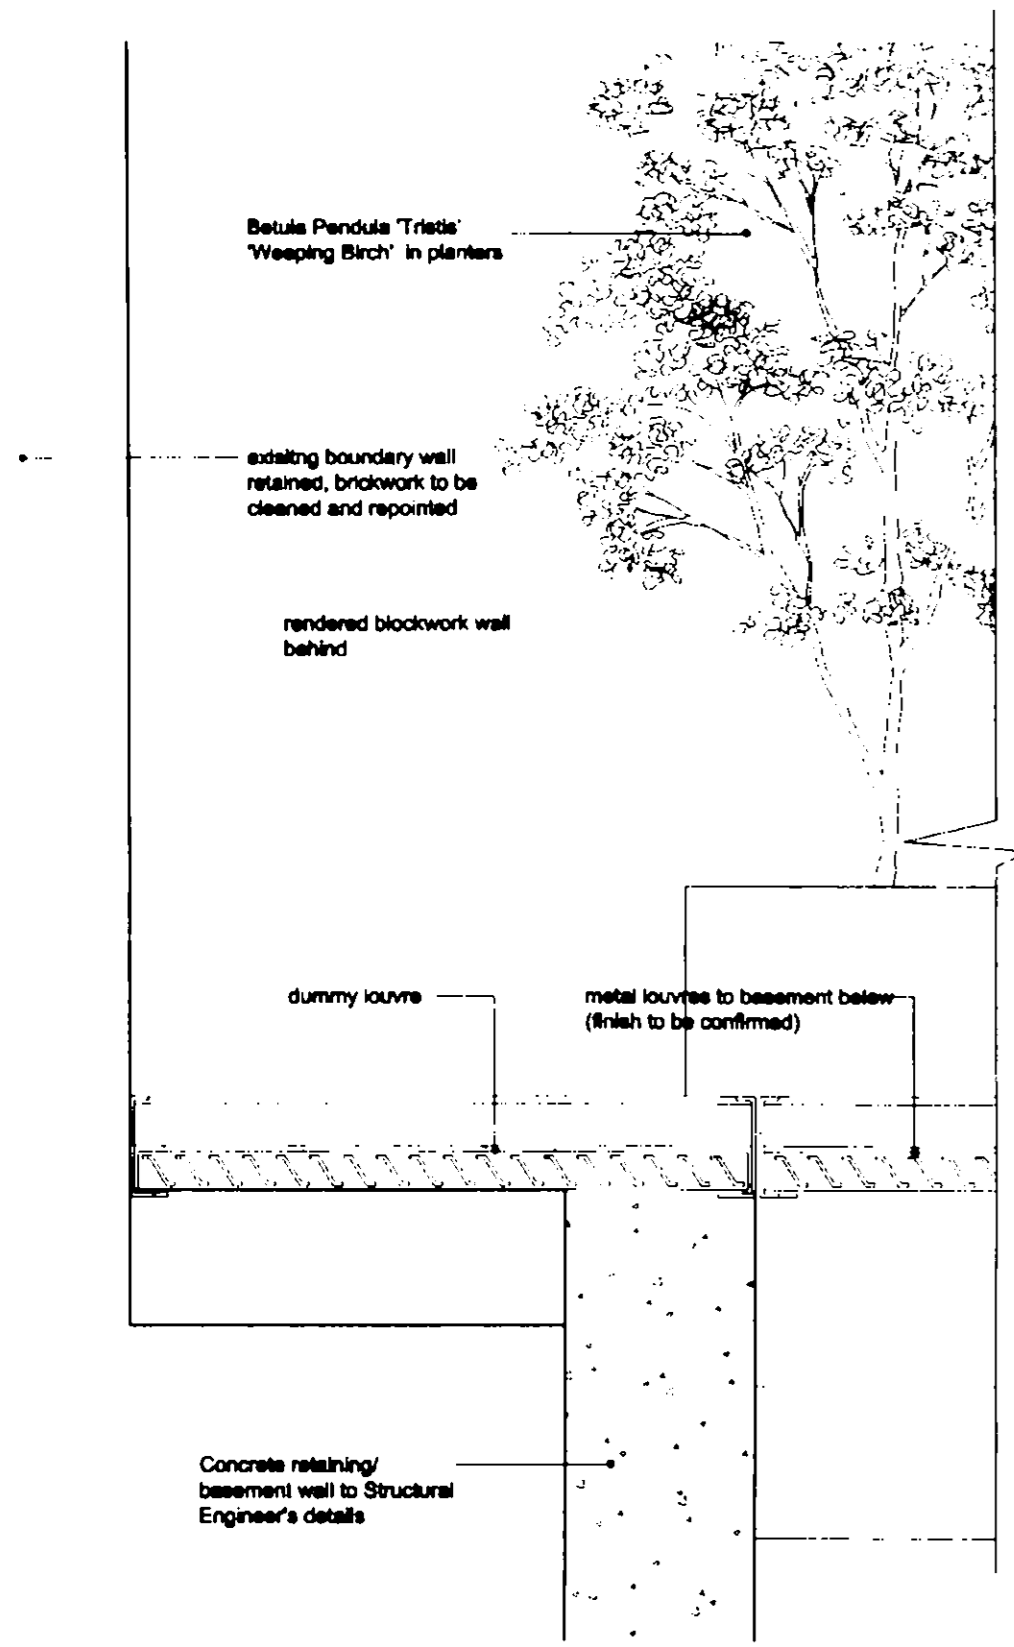 Betula Pendula 'Tristis'
'Weeping Birch' in planters
exisitng boundary wall
retained, brickwork to be
cleaned and repointed
rendered blockwork wall
behind
dummy louvre
metal louvres to basement below
(finish to be confirmed)
Concrete retaining/
basement wall to Structural
Engineer's details